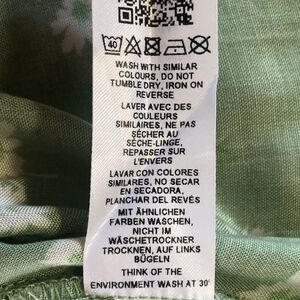 40
WASH WITH SIMILAR
COLOURS, DO NOT
TUMBLE DRY, IRON ON
REVERSE
LAVER AVEC DES
COULEURS
SIMILAIRES, NE PAS
SÉCHER AU
SÈCHE-LINGE,
REPASSER SUR
L'ENVERS
LAVAR CON COLORES
SIMILARES, NO SECAR
EN SECADORA,
PLANCHAR DEL REVÉS
MIT ÄHNLICHEN
FARBEN WASCHEN,
NICHT IM
WÄSCHETROCKNER
TROCKNEN, AUF LINKS
BÜGELN
THINK OF THE
ENVIRONMENT WASH AT 30°